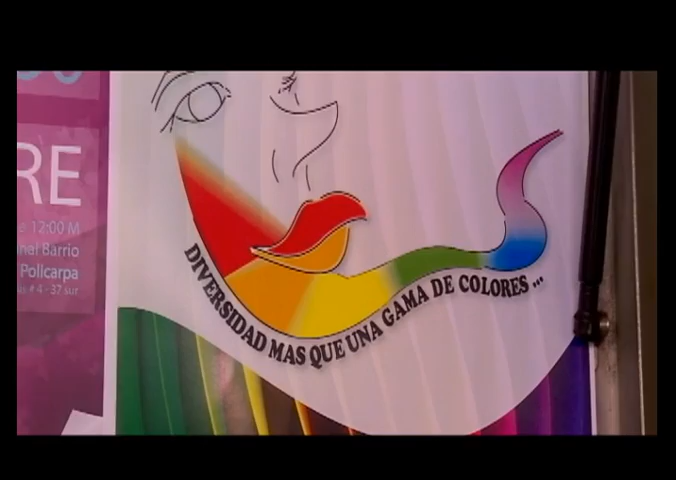 RE
12:00 M
Barrio
Policarpa
# 4 - 37 sur
DIVERSIDAD MAS QUE UNA GAMA DE COLORES...